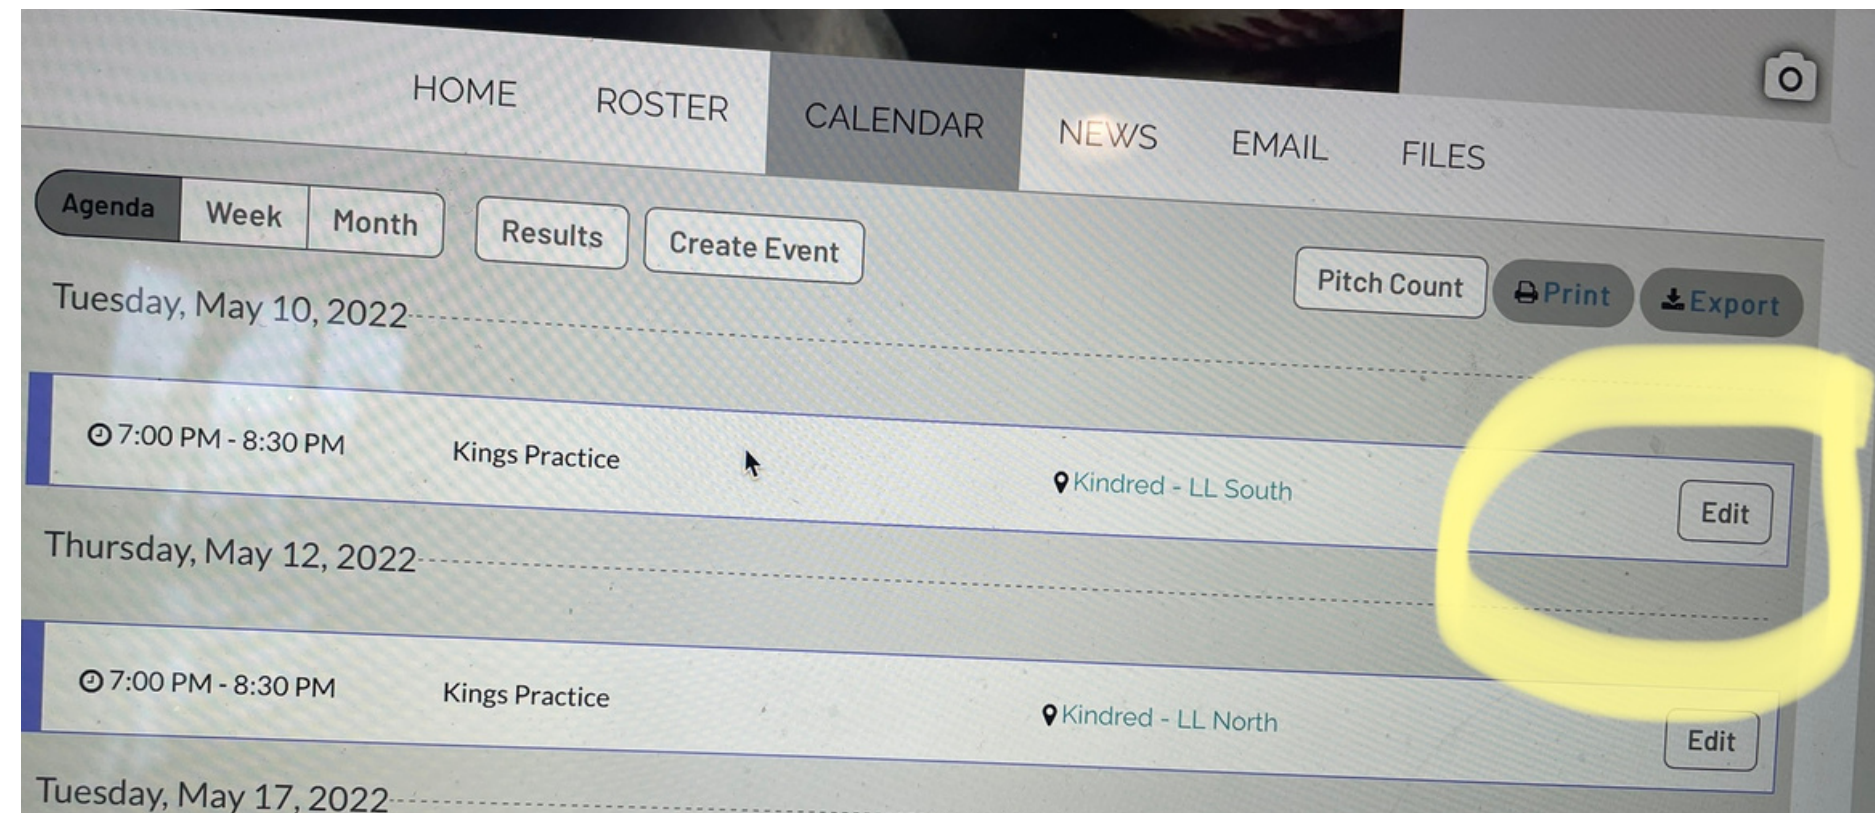 HOME ROSTER CALENDAR NEWS EMAIL FILES
Agenda Week Month Results Create Event
Pitch Count Print Export
Tuesday, May 10, 2022
7:00 PM - 8:30 PM Kings Practice Kindred - LL South Edit
Thursday, May 12, 2022
7:00 PM - 8:30 PM Kings Practice Kindred - LL North Edit
Tuesday, May 17, 2022